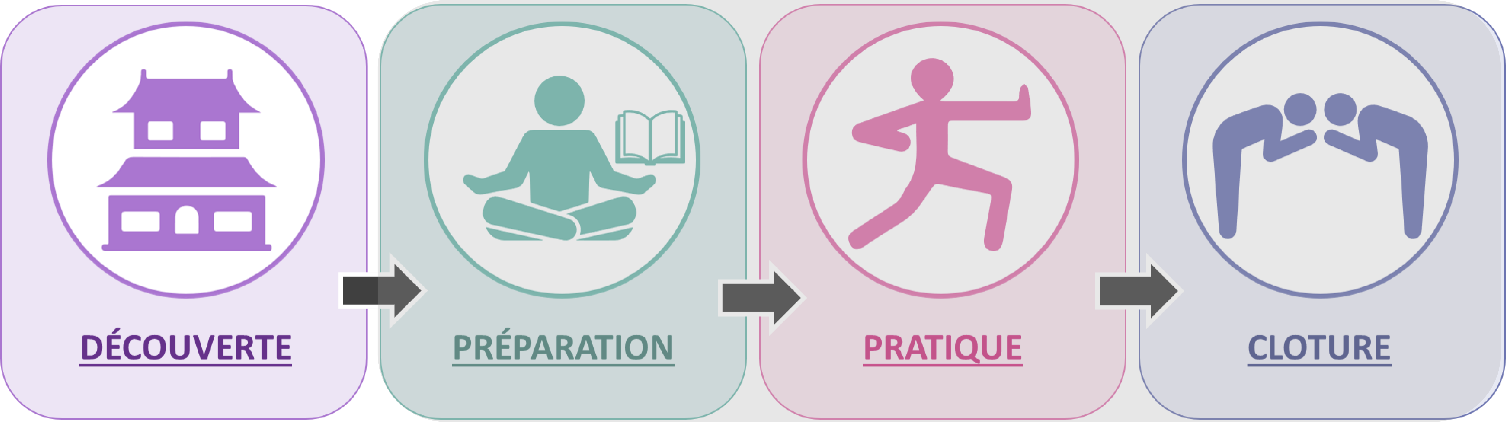 DÉCOUVERTE
PRÉPARATION
PRATIQUE
CLOTURE